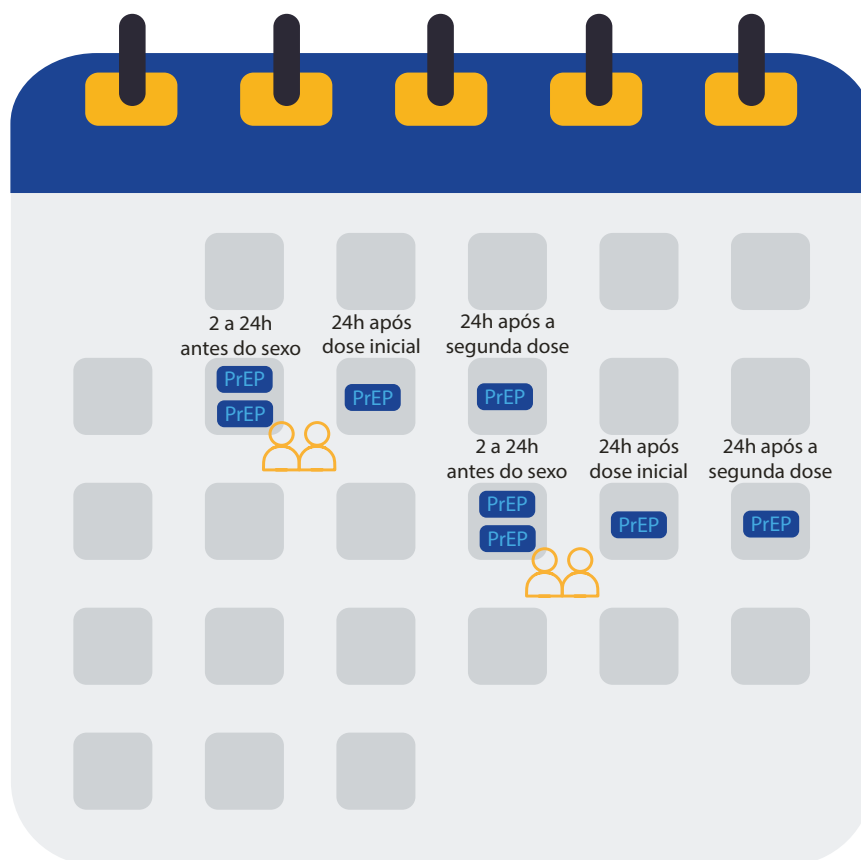 2 a 24h
antes do sexo
24h após
dose inicial
24h após a
segunda dose
PrEP
PrEP
PrEP
PrEP
2 a 24h
antes do sexo
24h após
dose inicial
24h após a
segunda dose
PrEP
PrEP
PrEP
PrEP